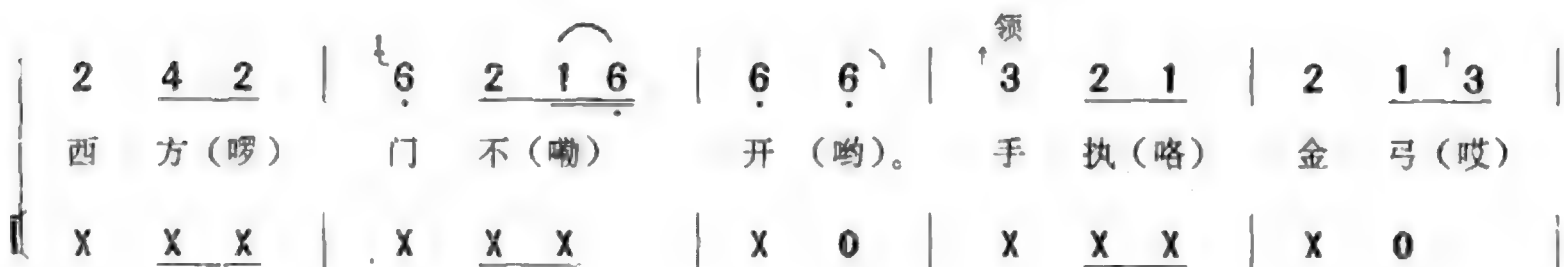 领
2 4 2 | 6 2 1 6 | 6 6 | 3 2 1 | 2 1 3 |
西 方(啰) 门 不(嘞) 开(哟)。 手 执(咯) 金 弓(哎)
X X X | X X X | X 0 | X X X | X 0 |